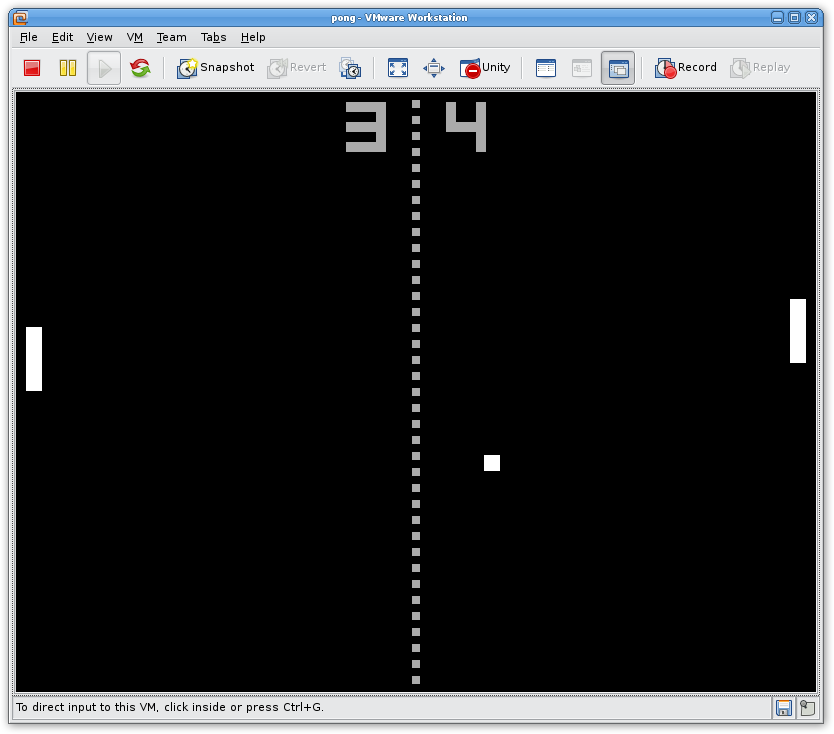 pong - VMware Workstation
File Edit View VM Team Tabs Help
Snapshot Revert Unity Record Replay
3 4
To direct input to this VM, click inside or press Ctrl+G.